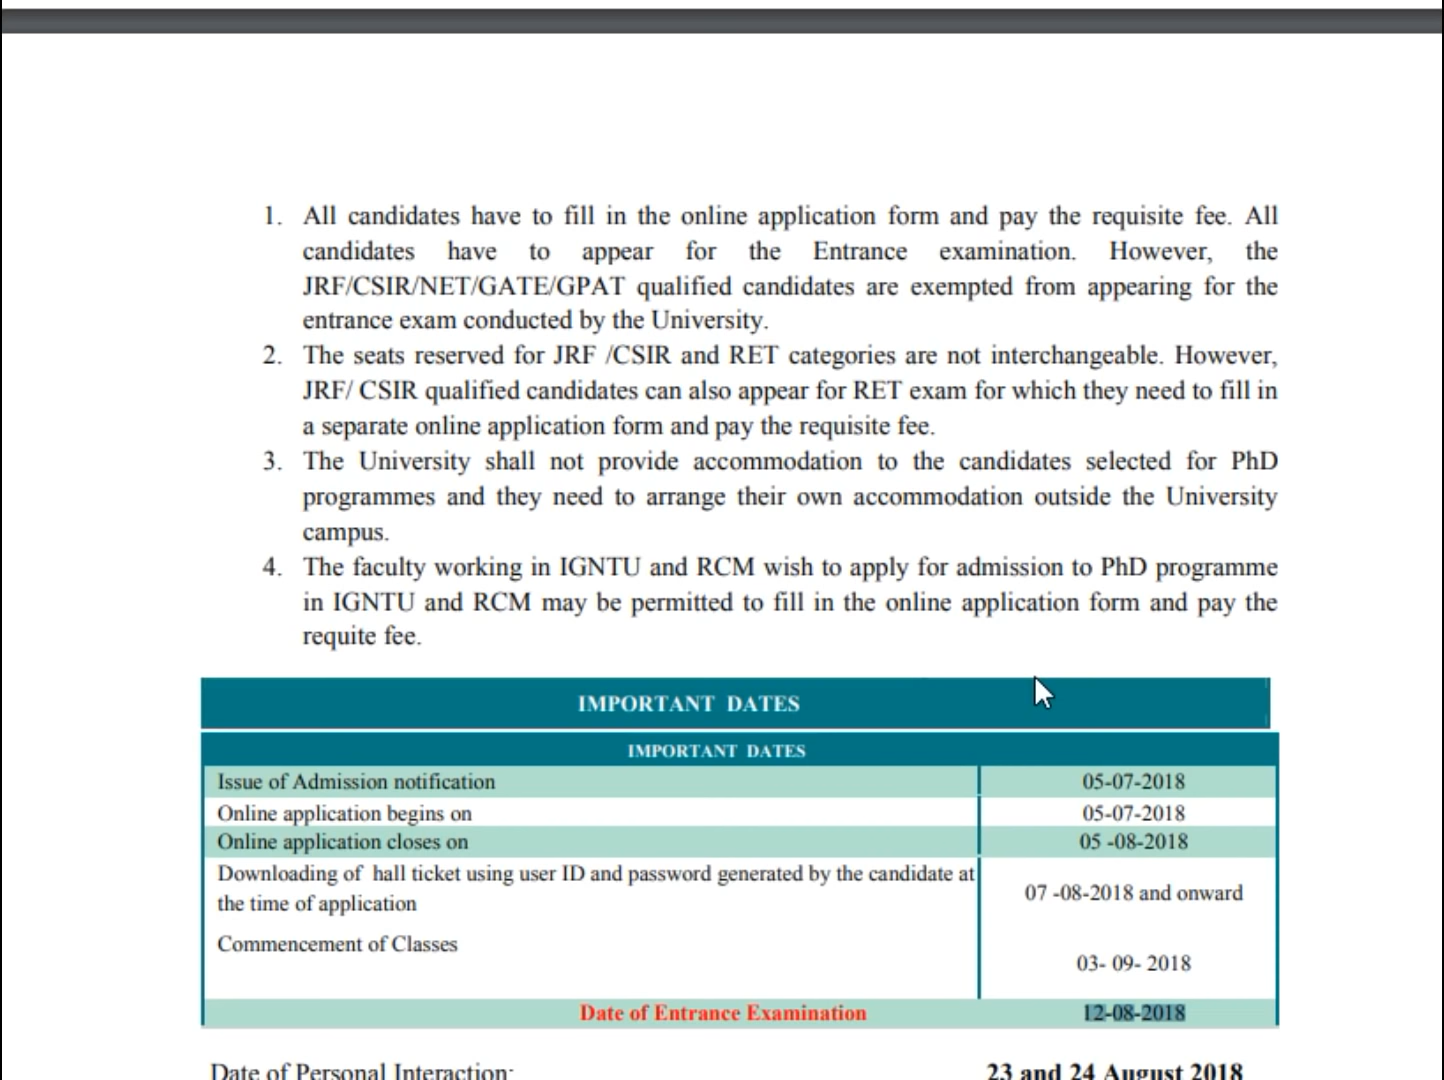 1. All candidates have to fill in the online application form and pay the requisite fee. All
candidates have to appear for the Entrance examination. However, the
JRF/CSIR/NET/GATE/GPAT qualified candidates are exempted from appearing for the
entrance exam conducted by the University.
2. The seats reserved for JRF /CSIR and RET categories are not interchangeable. However,
JRF/ CSIR qualified candidates can also appear for RET exam for which they need to fill in
a separate online application form and pay the requisite fee.
3. The University shall not provide accommodation to the candidates selected for PhD
programmes and they need to arrange their own accommodation outside the University
campus.
4. The faculty working in IGNTU and RCM wish to apply for admission to PhD programme
in IGNTU and RCM may be permitted to fill in the online application form and pay the
requite fee.
IMPORTANT DATES
IMPORTANT DATES
Issue of Admission notification 05-07-2018
Online application begins on 05-07-2018
Online application closes on 05 -08-2018
Downloading of hall ticket using user ID and password generated by the candidate at
the time of application
07 -08-2018 and onward
Commencement of Classes
03- 09- 2018
Date of Entrance Examination 12-08-2018
Date of Personal Interaction: 23 and 24 August 2018